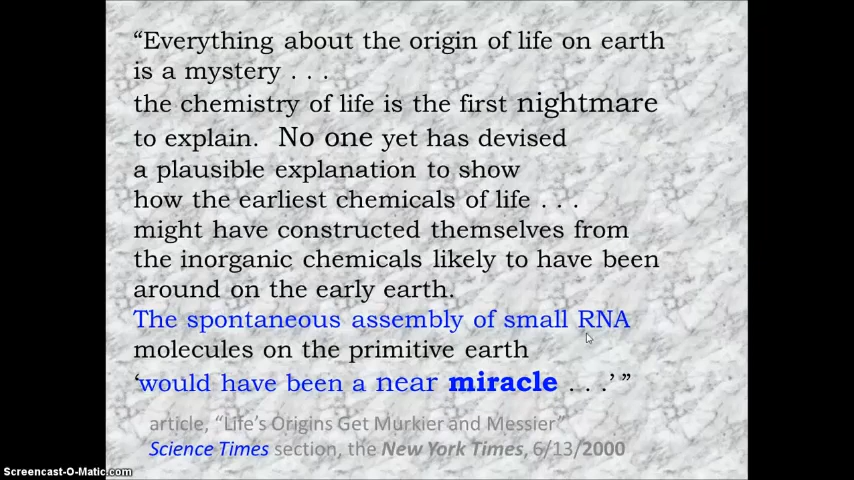 “Everything about the origin of life on earth
is a mystery . . .
the chemistry of life is the first nightmare
to explain. No one yet has devised
a plausible explanation to show
how the earliest chemicals of life . . .
might have constructed themselves from
the inorganic chemicals likely to have been
around on the early earth.
The spontaneous assembly of small RNA
molecules on the primitive earth
‘would have been a near miracle . . .’ ”
article, “Life’s Origins Get Murkier and Messier”
Science Times section, the New York Times, 6/13/2000
Screencast-O-Matic.com